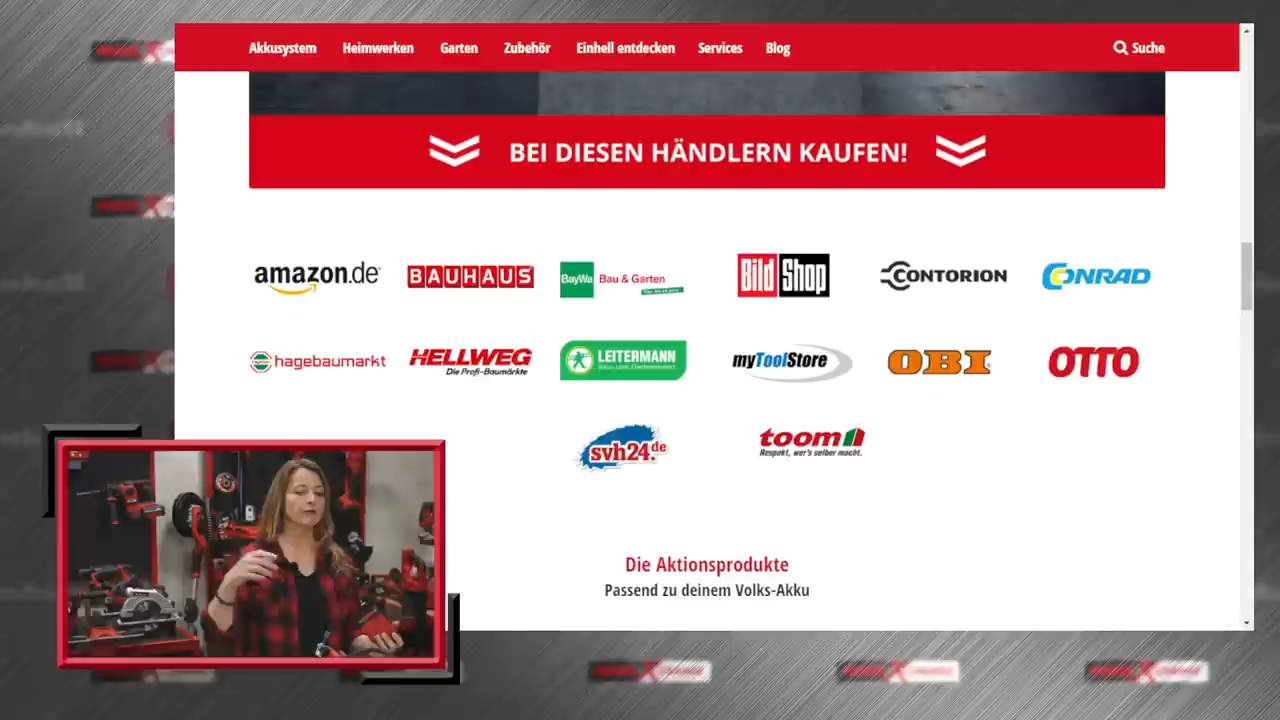 Akkusystem Heimwerken Garten Zubehör Einhell entdecken Services Blog Suche
BEI DIESEN HÄNDLERN KAUFEN!
amazon.de BAUHAUS BayWa Bau & Garten Bild Shop CONTORION CONRAD
hagebaumarkt HELLWEG Die Profi-Baumärkte LEITERMANN myToolStore OBI OTTO
svh24.de toom Respekt, wer's selber macht.
Die Aktionsprodukte
Passend zu deinem Volks-Akku